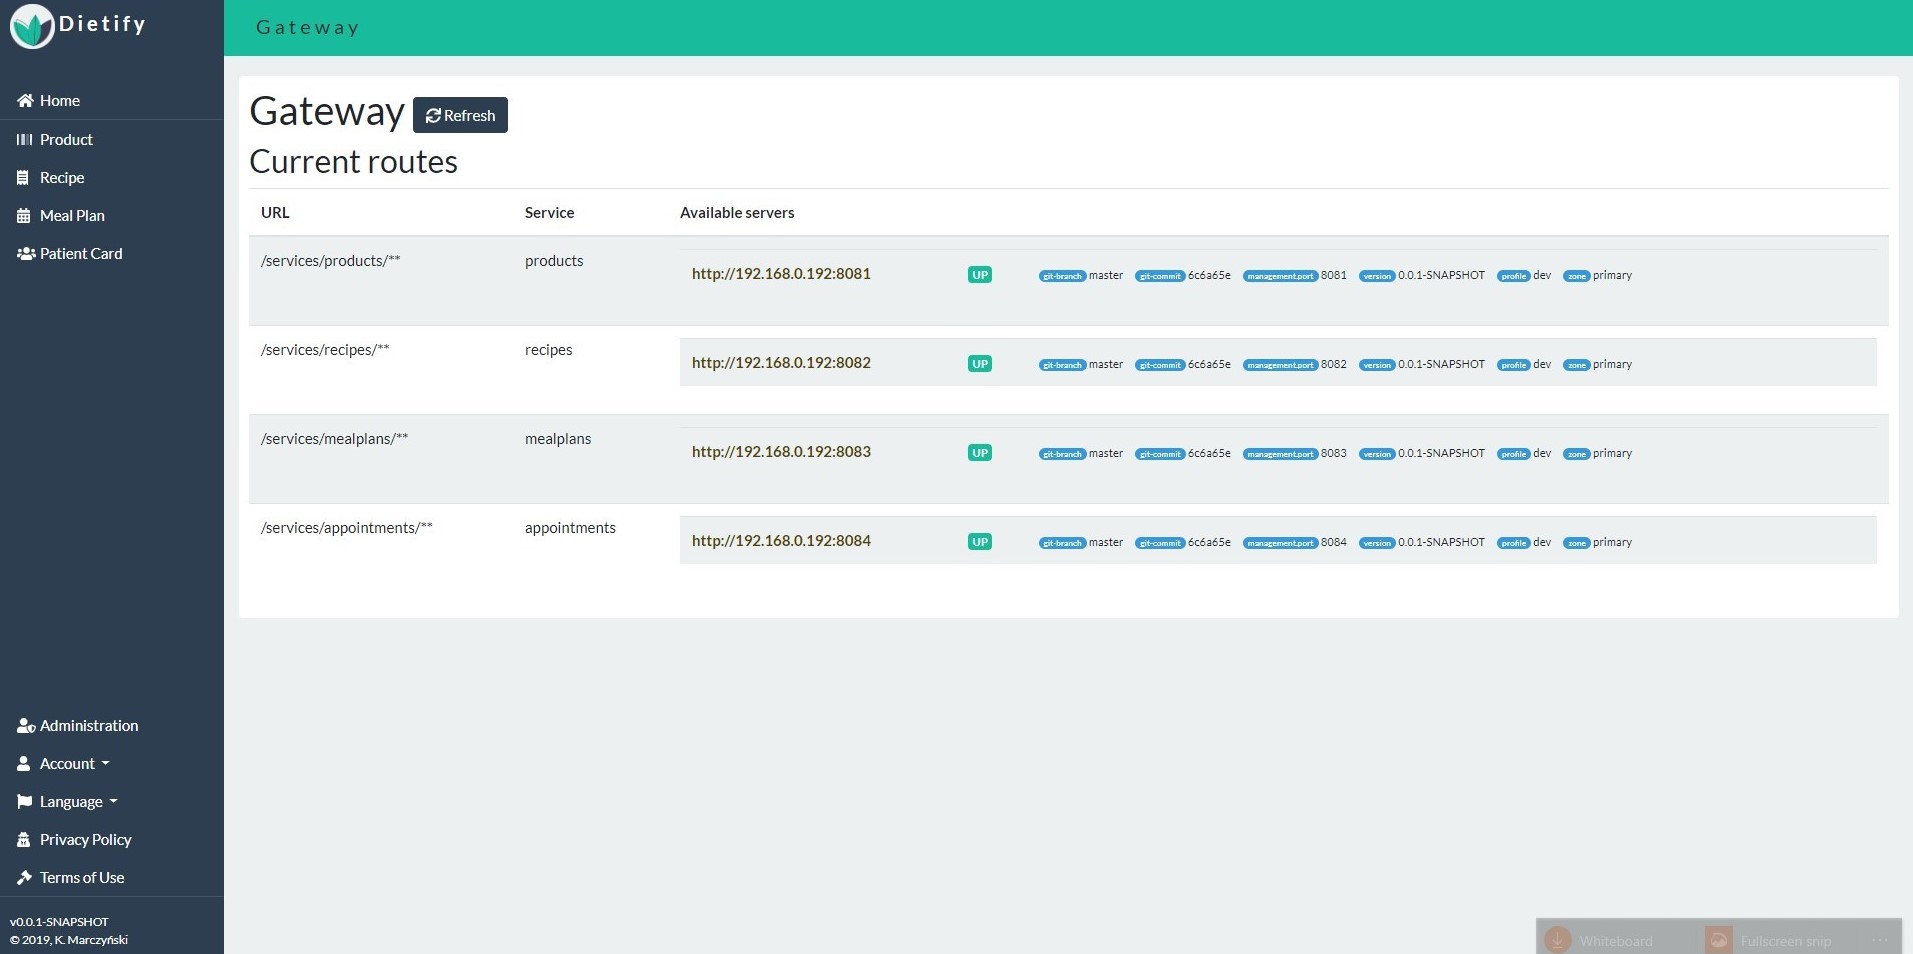 Dietify
Gateway
Home
Product
Recipe
Meal Plan
Patient Card
Administration
Account
Language
Privacy Policy
Terms of Use
v0.0.1-SNAPSHOT
© 2019, K. Marczyński
Gateway Refresh
Current routes
URL Service Available servers
/services/products/** products http://192.168.0.192:8081 UP git-branch master git-commit 6c6a65e management.port 8081 version 0.0.1-SNAPSHOT profile dev zone primary
/services/recipes/** recipes http://192.168.0.192:8082 UP git-branch master git-commit 6c6a65e management.port 8082 version 0.0.1-SNAPSHOT profile dev zone primary
/services/mealplans/** mealplans http://192.168.0.192:8083 UP git-branch master git-commit 6c6a65e management.port 8083 version 0.0.1-SNAPSHOT profile dev zone primary
/services/appointments/** appointments http://192.168.0.192:8084 UP git-branch master git-commit 6c6a65e management.port 8084 version 0.0.1-SNAPSHOT profile dev zone primary
Whiteboard Fullscreen snip ...